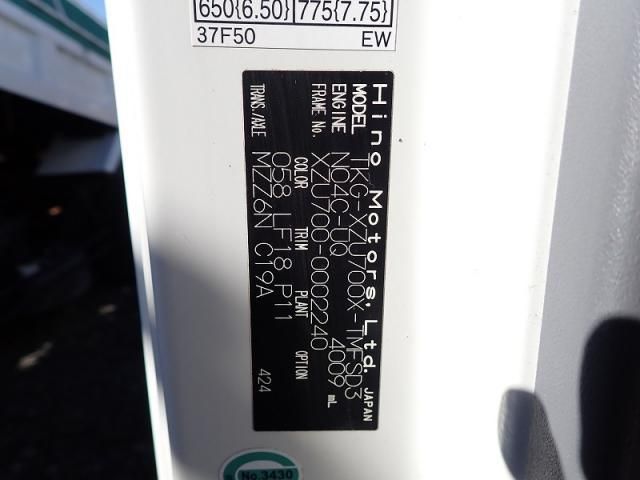 650{6.50} 775{7.75}
37F50 EW
Hino Motors, Ltd. JAPAN
MODEL TKG-XZU700X-TMFSD3
ENGINE N04C-UQ 4009 mL
FRAME No. XZU700-0002240
COLOR TRIM PLANT OPTION
058 LF18 P11
TRANS./AXLE MZZ6N C19A 424
No.3430